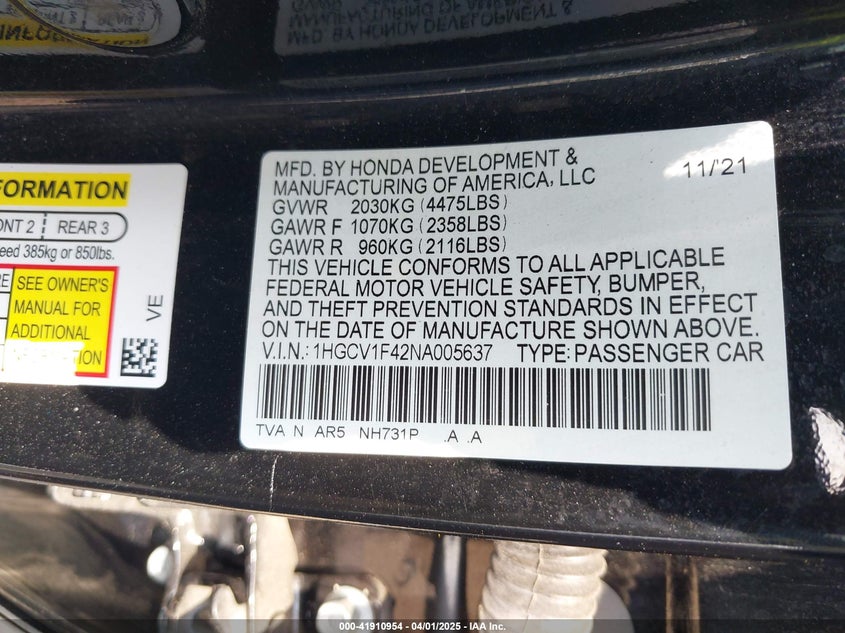 MFD. BY HONDA DEVELOPMENT &
MANUFACTURING OF AMERICA, LLC
11/'21
GVWR 2030KG (4475LBS)
GAWR F 1070KG (2358LBS)
GAWR R 960KG (2116LBS)
THIS VEHICLE CONFORMS TO ALL APPLICABLE
FEDERAL MOTOR VEHICLE SAFETY, BUMPER,
AND THEFT PREVENTION STANDARDS IN EFFECT
ON THE DATE OF MANUFACTURE SHOWN ABOVE.
V.I.N.: 1HGCV1F42NA005637 TYPE: PASSENGER CAR
TVA N AR5 NH731P .A .A
FORMATION
ONT 2 REAR 3
eed 385kg or 850lbs.
SEE OWNER'S
MANUAL FOR
ADDITIONAL
VE
000-41910954 - 04/01/2025 - IAA Inc.